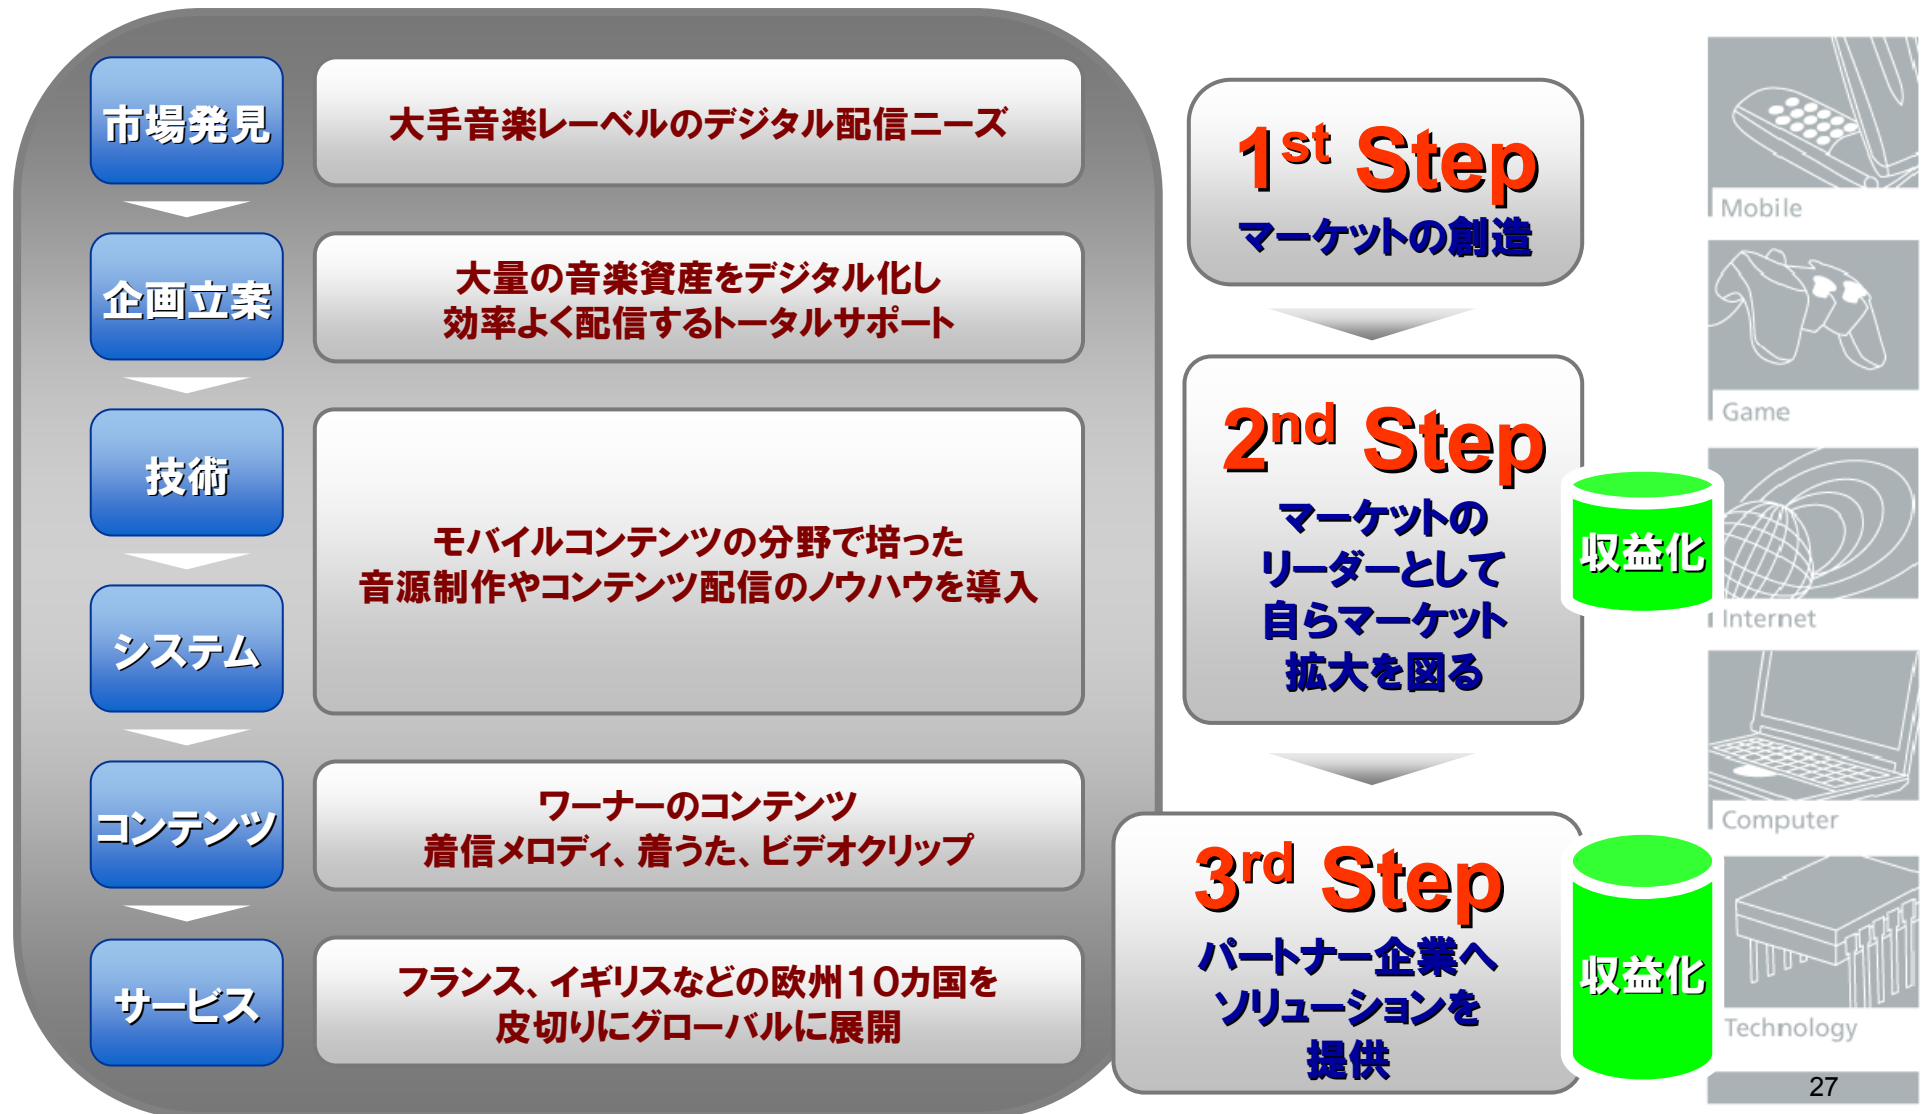 市場発見
大手音楽レーベルのデジタル配信ニーズ
企画立案
大量の音楽資産をデジタル化し
効率よく配信するトータルサポート
技術
システム
モバイルコンテンツの分野で培った
音源制作やコンテンツ配信のノウハウを導入
コンテンツ
ワーナーのコンテンツ
着信メロディ、着うた、ビデオクリップ
サービス
フランス、イギリスなどの欧州10カ国を
皮切りにグローバルに展開
1st Step
マーケットの創造
2nd Step
マーケットの
リーダーとして
自らマーケット
拡大を図る
収益化
3rd Step
パートナー企業へ
ソリューションを
提供
収益化
Mobile
Game
Internet
Computer
Technology
27